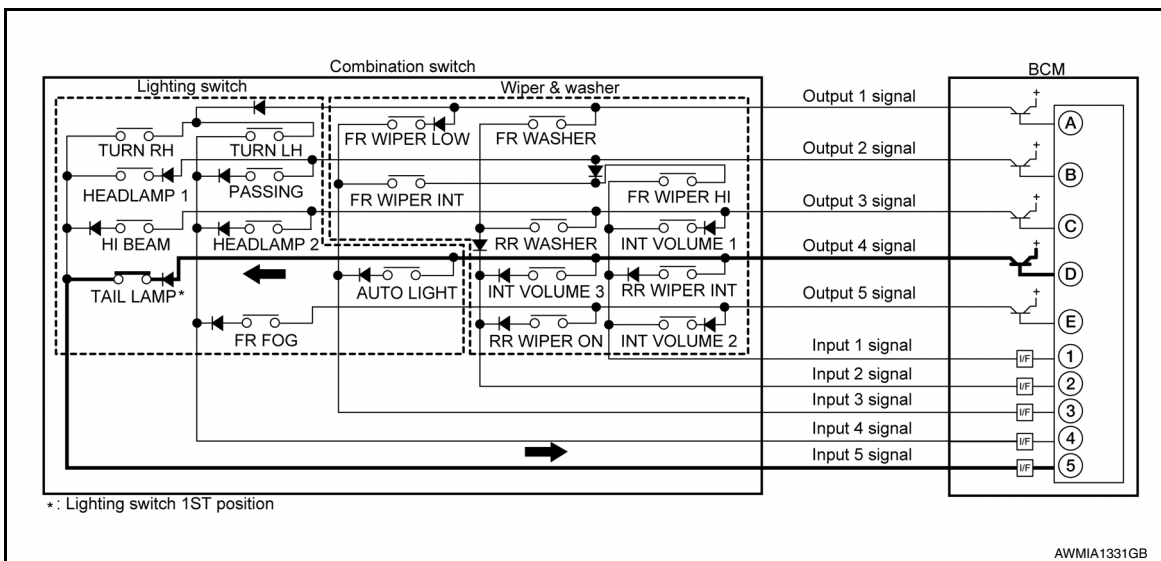 Combination switch
BCM
Lighting switch
Wiper & washer
Output 1 signal
+
A
FR WIPER LOW
FR WASHER
TURN RH
TURN LH
Output 2 signal
+
B
HEADLAMP 1
PASSING
FR WIPER INT
FR WIPER HI
Output 3 signal
+
C
HI BEAM
HEADLAMP 2
RR WASHER
INT VOLUME 1
Output 4 signal
+
D
TAIL LAMP*
AUTO LIGHT
INT VOLUME 3
RR WIPER INT
Output 5 signal
+
E
FR FOG
RR WIPER ON
INT VOLUME 2
Input 1 signal
I/F
1
Input 2 signal
I/F
2
Input 3 signal
I/F
3
Input 4 signal
I/F
4
Input 5 signal
I/F
5
*: Lighting switch 1ST position
AWMIA1331GB